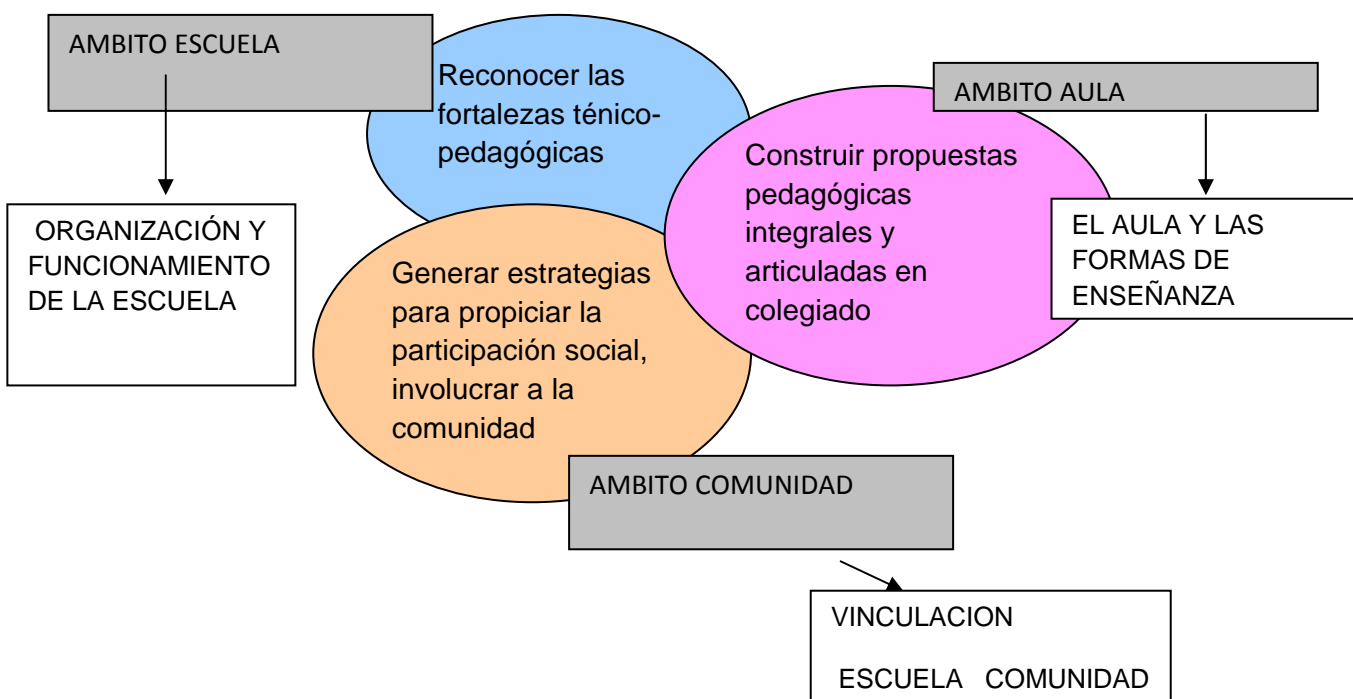 AMBITO ESCUELA
Reconocer las
fortalezas ténico-
pedagógicas
AMBITO AULA
Construir propuestas
pedagógicas
integrales y
articuladas en
colegiado
ORGANIZACIÓN Y
FUNCIONAMIENTO
DE LA ESCUELA
EL AULA Y LAS
FORMAS DE
ENSEÑANZA
Generar estrategias
para propiciar la
participación social,
involucrar a la
comunidad
AMBITO COMUNIDAD
VINCULACION
ESCUELA COMUNIDAD